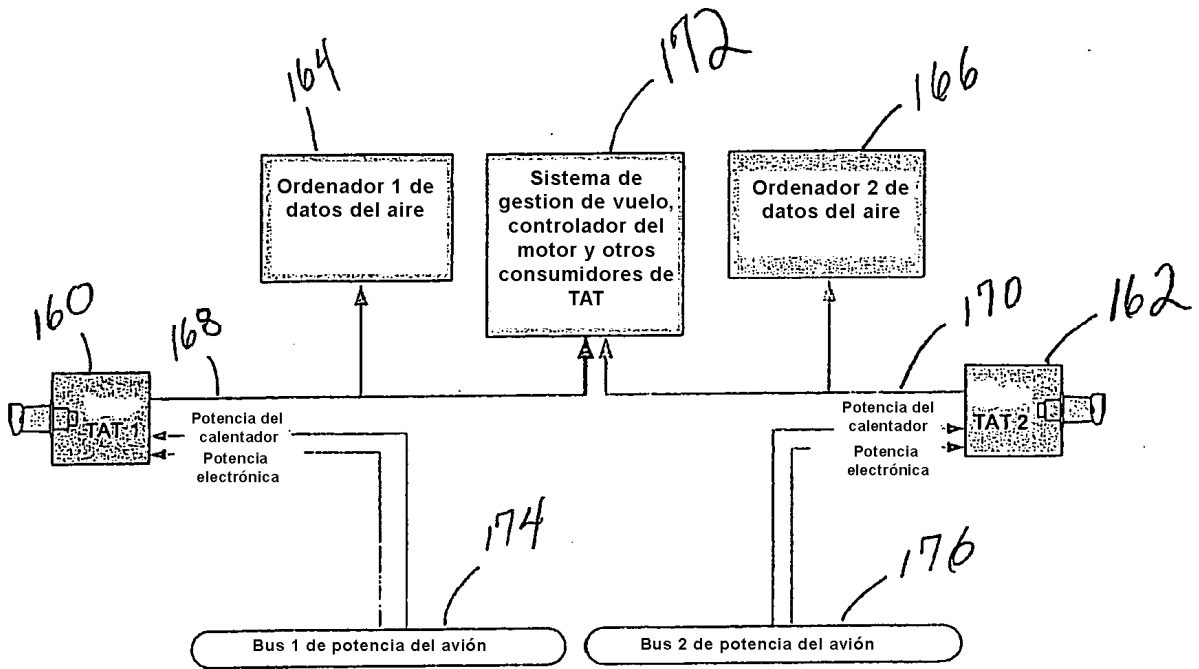 164
172
166
Ordenador 1 de
datos del aire
Sistema de
gestion de vuelo,
controlador del
motor y otros
consumidores de
TAT
Ordenador 2 de
datos del aire
160
168
170
162
TAT 1
Potencia del
calentador
Potencia
electrónica
Potencia del
calentador
Potencia
electrónica
TAT 2
174
176
Bus 1 de potencia del avión
Bus 2 de potencia del avión